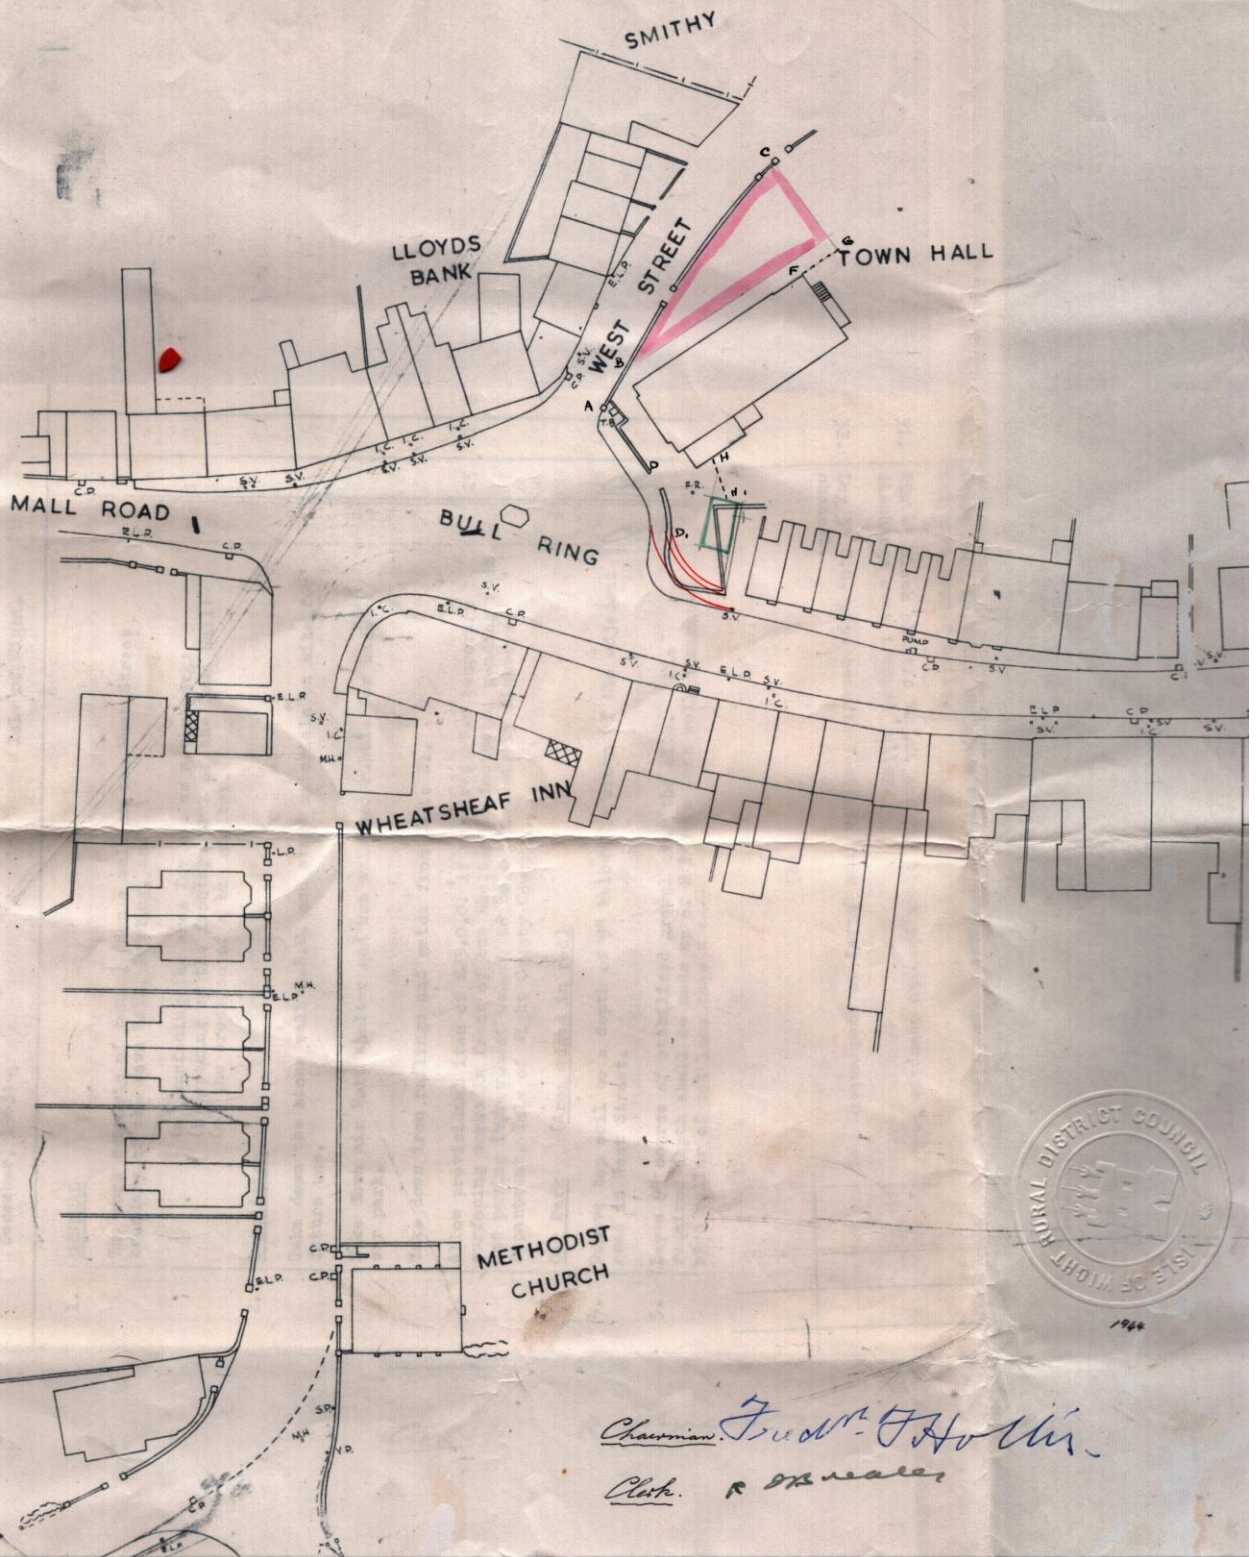 SMITHY
C
LLOYDS
BANK
WEST STREET
E.L.P.
G
TOWN HALL
F
S.V.
C.P.
B
A
T.B
I.C. I.C.
S.V. S.V. S.V.
S.V. S.V.
C.P.
MALL ROAD
E.L.P.
C.P.
BULL RING
H
F.R.
H'
D,
S.V.
I.C.
E.L.P.
C.P.
S.V
PUMP
C.P.
S.V
S.V.
S.V.
I.C.
E.L.P
S.V.
I.C.
E.L.P
S.V.
C.P
S.V
I.C
S.V.
E.L.P
S.V.
I.C.
M.H.
WHEATSHEAF INN
L.P.
M.H.
E.L.P
C.P.
C.P.
METHODIST
CHURCH
E.L.P.
S.P.
M.H
V.P.
C.P.
E.L.P.
ISLE OF WIGHT RURAL DISTRICT COUNCIL
1964
Chairman.
Clerk.